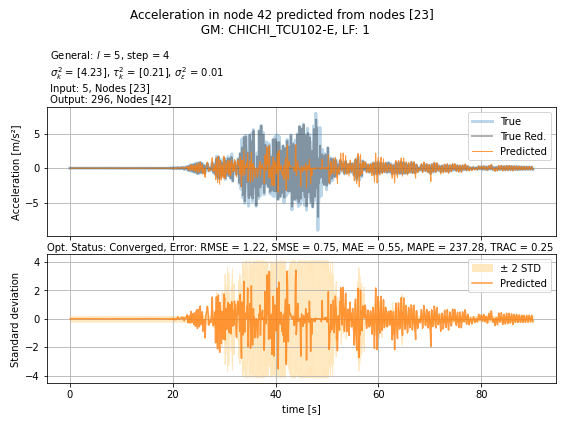 Acceleration in node 42 predicted from nodes [23]
GM: CHICHI_TCU102-E, LF: 1
General: l = 5, step = 4
σ²ₖ = [4.23], τ²ₖ = [0.21], σ²ε = 0.01
Input: 5, Nodes [23]
Output: 296, Nodes [42]
Acceleration [m/s²]
5
0
−5
True
True Red.
Predicted
Opt. Status: Converged, Error: RMSE = 1.22, SMSE = 0.75, MAE = 0.55, MAPE = 237.28, TRAC = 0.25
Standard deviation
4
2
0
−2
−4
± 2 STD
Predicted
0 20 40 60 80
time [s]